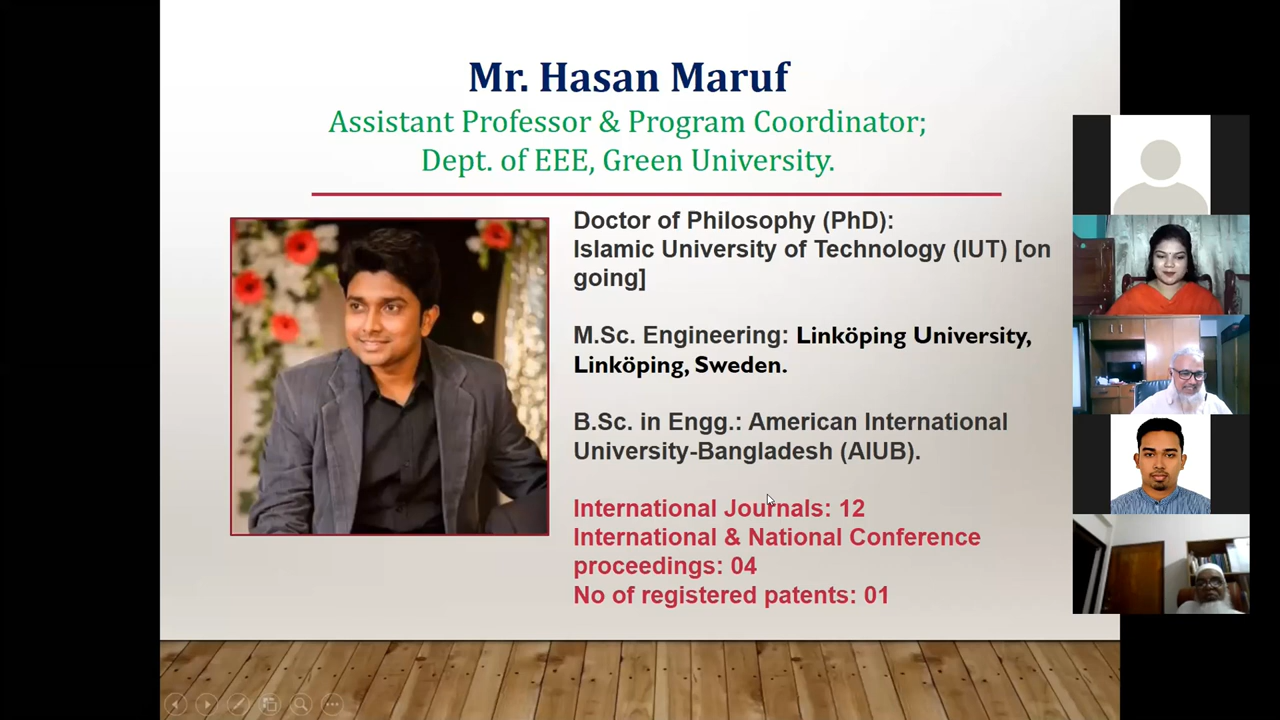 Mr. Hasan Maruf
Assistant Professor & Program Coordinator;
Dept. of EEE, Green University.
Doctor of Philosophy (PhD):
Islamic University of Technology (IUT) [on
going]
M.Sc. Engineering: Linköping University,
Linköping, Sweden.
B.Sc. in Engg.: American International
University-Bangladesh (AIUB).
International Journals: 12
International & National Conference
proceedings: 04
No of registered patents: 01